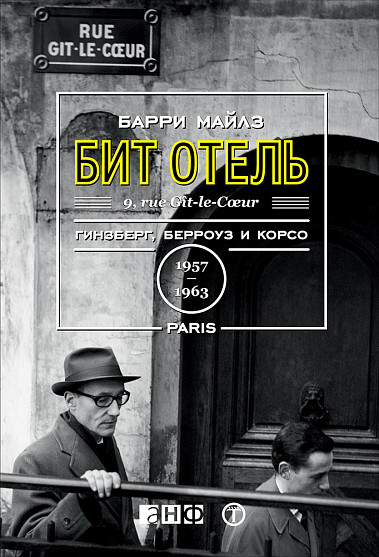 RUE
GIT-LE-CŒUR
БАРРИ МАЙЛЗ
БИТ ОТЕЛЬ
9, rue Gît-le-Cœur
ГИНЗБЕРГ, БЕРРОУЗ И КОРСО
1957
—
1963
PARIS
АНФ